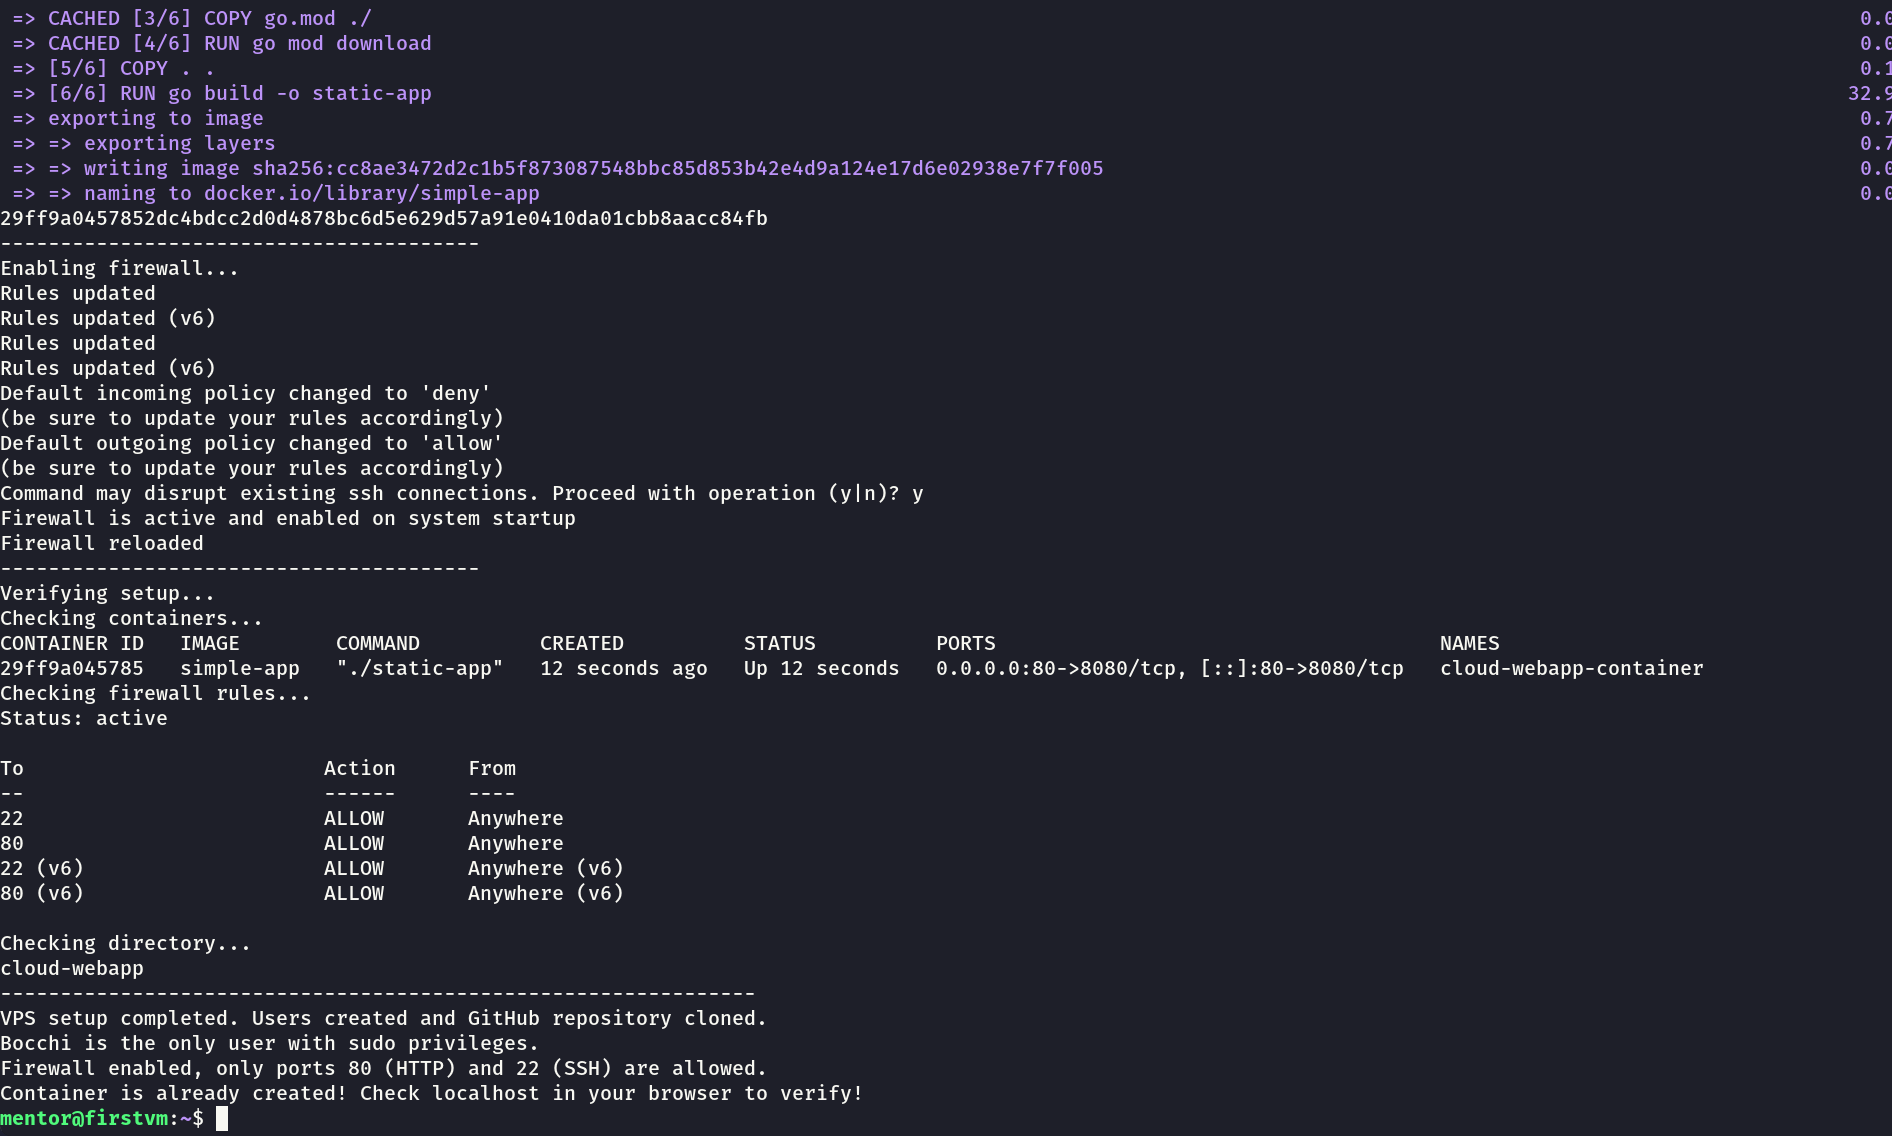 => CACHED [3/6] COPY go.mod ./ 0.0
=> CACHED [4/6] RUN go mod download 0.0
=> [5/6] COPY . . 0.1
=> [6/6] RUN go build -o static-app 32.9
=> exporting to image 0.7
=> => exporting layers 0.7
=> => writing image sha256:cc8ae3472d2c1b5f873087548bbc85d853b42e4d9a124e17d6e02938e7f7f005 0.0
=> => naming to docker.io/library/simple-app 0.0
29ff9a0457852dc4bdcc2d0d4878bc6d5e629d57a91e0410da01cbb8aacc84fb
----------------------------------------
Enabling firewall...
Rules updated
Rules updated (v6)
Rules updated
Rules updated (v6)
Default incoming policy changed to 'deny'
(be sure to update your rules accordingly)
Default outgoing policy changed to 'allow'
(be sure to update your rules accordingly)
Command may disrupt existing ssh connections. Proceed with operation (y|n)? y
Firewall is active and enabled on system startup
Firewall reloaded
----------------------------------------
Verifying setup...
Checking containers...
CONTAINER ID   IMAGE        COMMAND          CREATED          STATUS          PORTS                                     NAMES
29ff9a045785   simple-app   "./static-app"   12 seconds ago   Up 12 seconds   0.0.0.0:80->8080/tcp, [::]:80->8080/tcp   cloud-webapp-container
Checking firewall rules...
Status: active
To                         Action      From
--                         ------      ----
22                         ALLOW       Anywhere
80                         ALLOW       Anywhere
22 (v6)                    ALLOW       Anywhere (v6)
80 (v6)                    ALLOW       Anywhere (v6)
Checking directory...
cloud-webapp
---------------------------------------------------------------
VPS setup completed. Users created and GitHub repository cloned.
Bocchi is the only user with sudo privileges.
Firewall enabled, only ports 80 (HTTP) and 22 (SSH) are allowed.
Container is already created! Check localhost in your browser to verify!
mentor@firstvm:~$